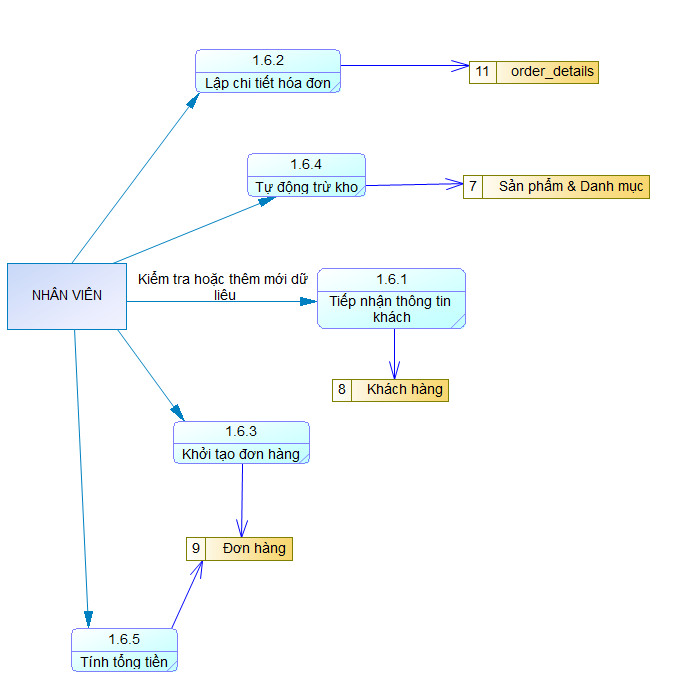 1.6.2
Lập chi tiết hóa đơn
11 order_details
1.6.4
Tự động trừ kho
7 Sản phẩm & Danh mục
NHÂN VIÊN
Kiểm tra hoặc thêm mới dữ
liệu
1.6.1
Tiếp nhận thông tin
khách
8 Khách hàng
1.6.3
Khởi tạo đơn hàng
9 Đơn hàng
1.6.5
Tính tổng tiền